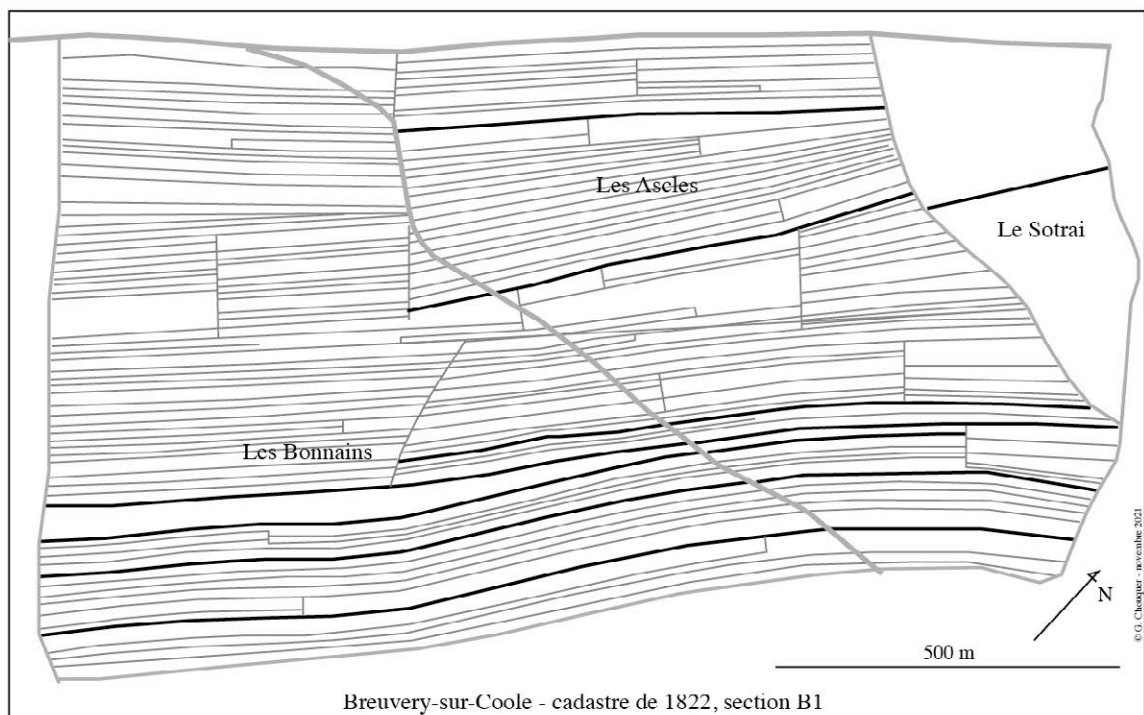 Les Ascles
Le Sotrai
Les Bonnains
N
500 m
© G. Chouquer - novembre 2021
Breuvery-sur-Coole - cadastre de 1822, section B1